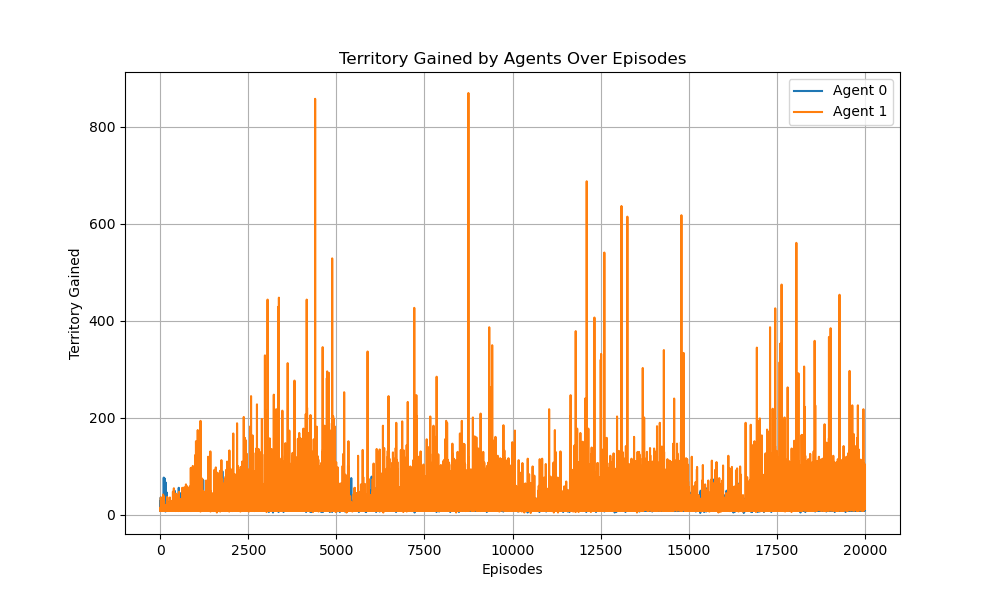 Territory Gained by Agents Over Episodes
Agent 0
Agent 1
Territory Gained
800
600
400
200
0
0 2500 5000 7500 10000 12500 15000 17500 20000
Episodes